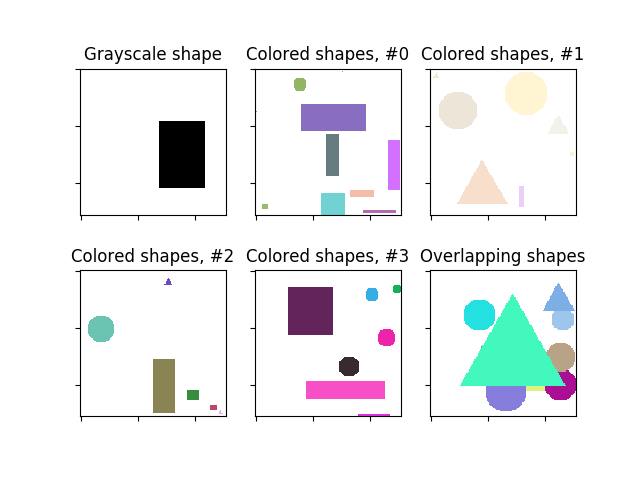 Grayscale shape
Colored shapes, #0
Colored shapes, #1
Colored shapes, #2
Colored shapes, #3
Overlapping shapes